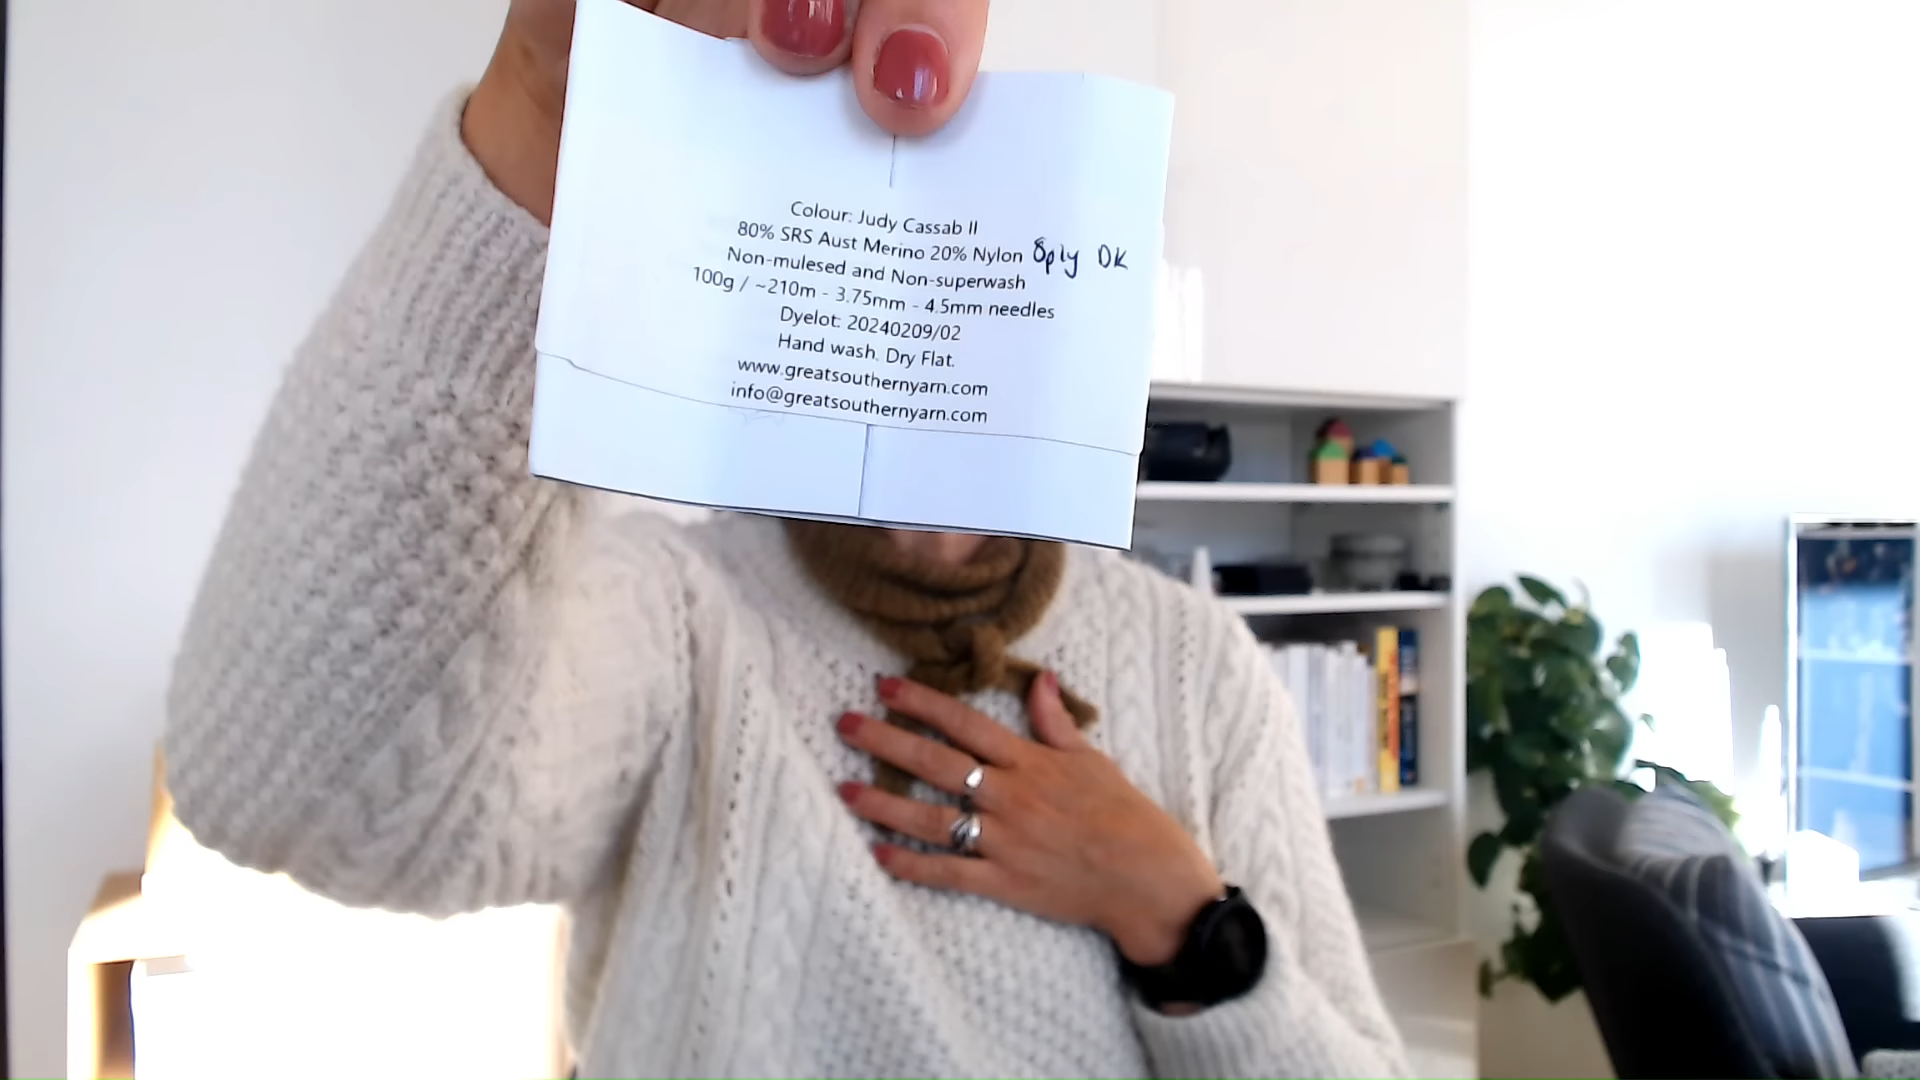 Colour: Judy Cassab II
80% SRS Aust Merino 20% Nylon 8ply DK
Non-mulesed and Non-superwash
100g / ~210m - 3.75mm - 4.5mm needles
Dyelot: 20240209/02
Hand wash. Dry Flat.
www.greatsouthernyarn.com
info@greatsouthernyarn.com